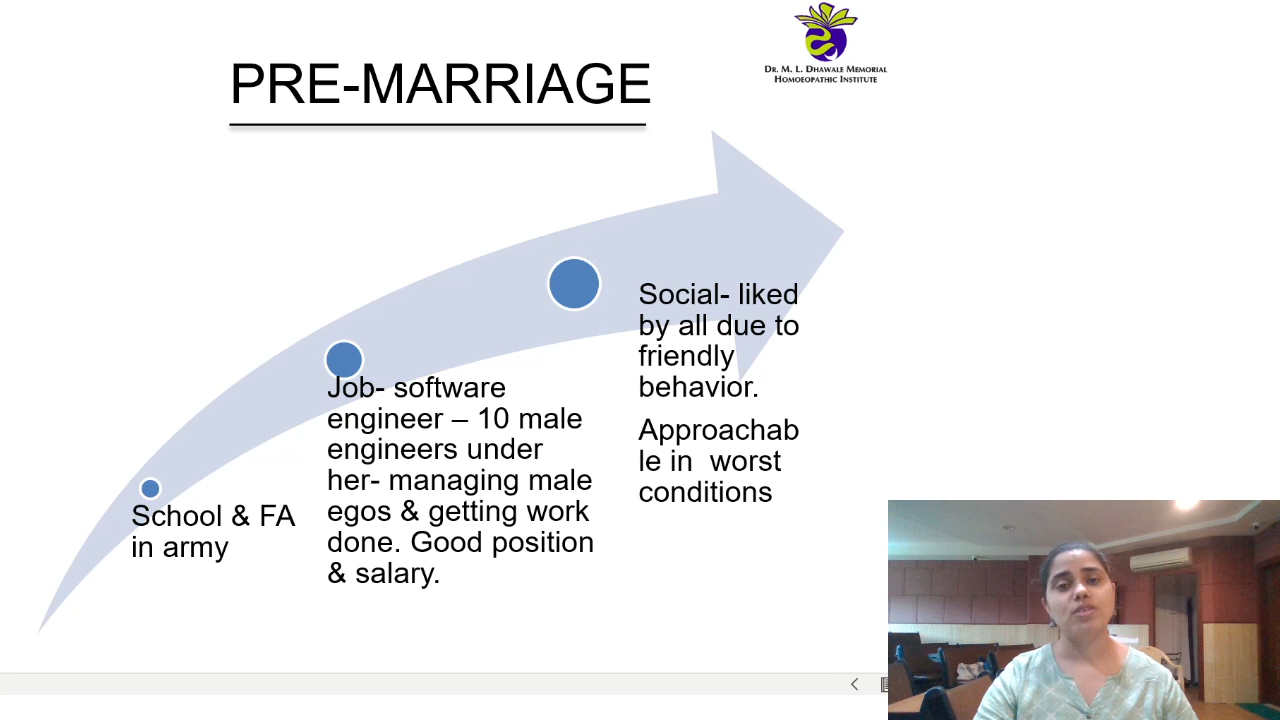 DR. M. L. DHAWALE MEMORIAL
HOMOEOPATHIC INSTITUTE
PRE-MARRIAGE
School & FA
in army
Job- software
engineer – 10 male
engineers under
her- managing male
egos & getting work
done. Good position
& salary.
Social- liked
by all due to
friendly
behavior.
Approachab
le in  worst
conditions